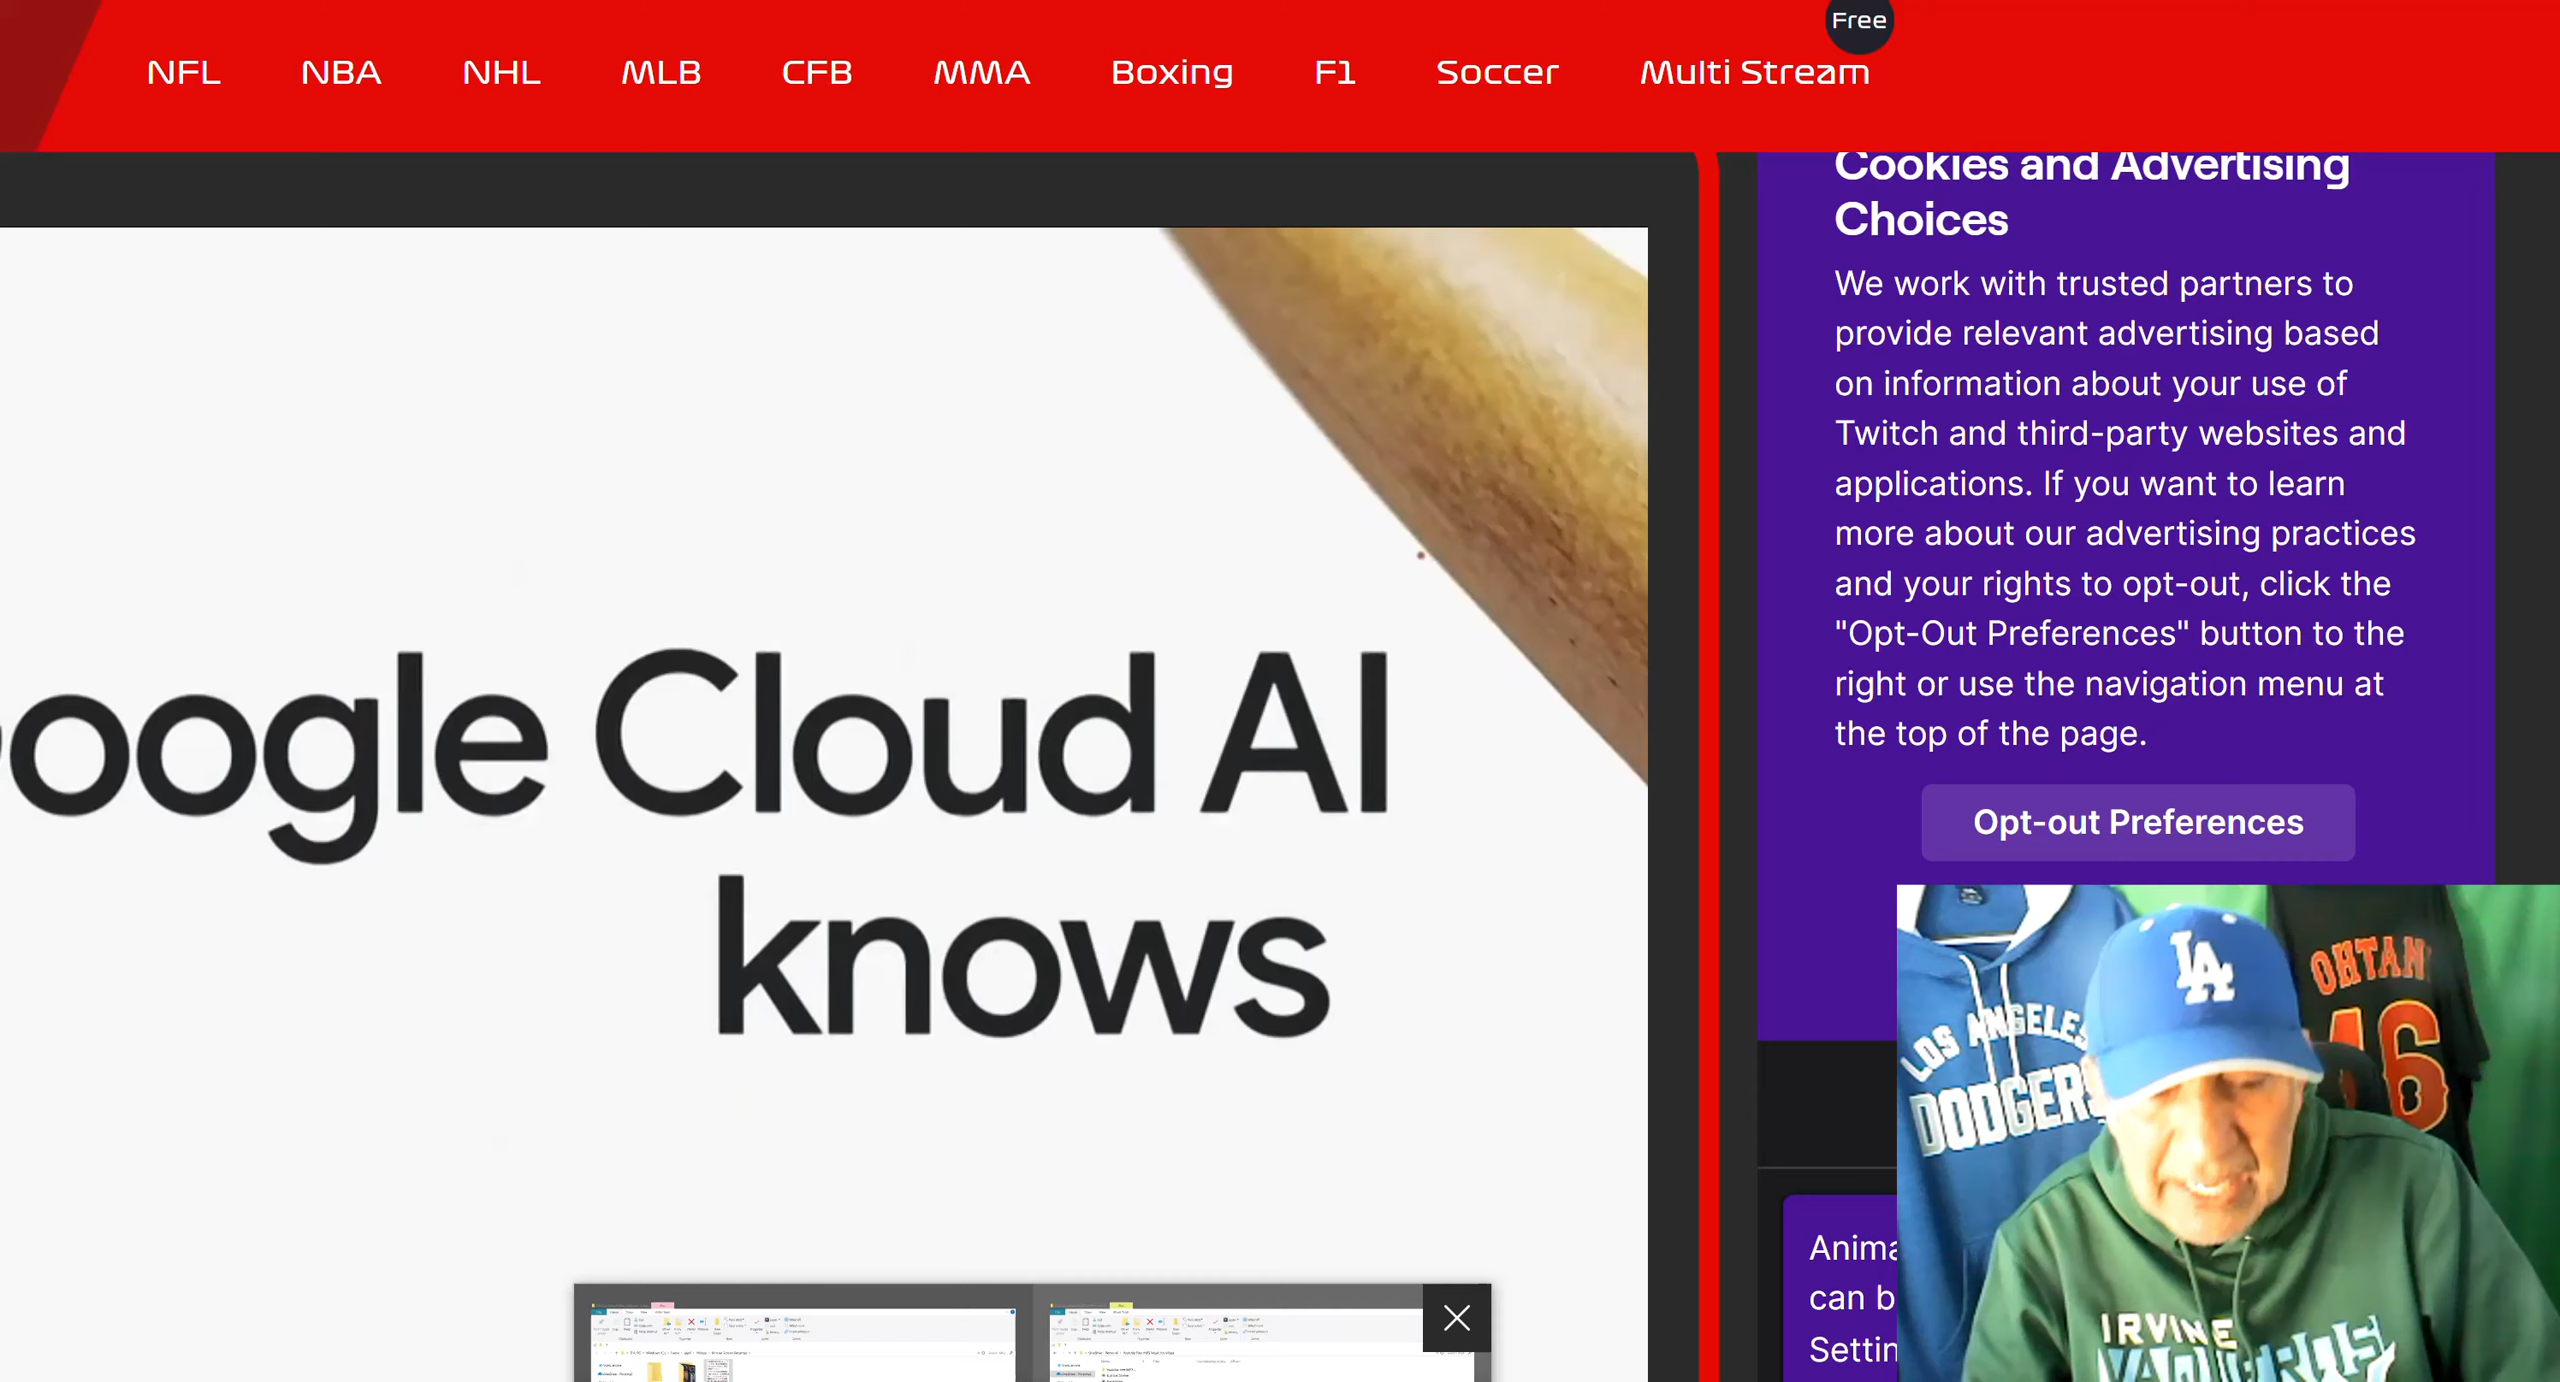 Free
NFL NBA NHL MLB CFB MMA Boxing F1 Soccer Multi Stream
Cookies and Advertising
Choices
We work with trusted partners to
provide relevant advertising based
on information about your use of
Twitch and third-party websites and
applications. If you want to learn
more about our advertising practices
and your rights to opt-out, click the
"Opt-Out Preferences" button to the
right or use the navigation menu at
the top of the page.
Opt-out Preferences
oogle Cloud AI
knows
LA
LOS ANGELES
DODGERS
OHTANI
16
Anima
can b
Settin
IRVINE